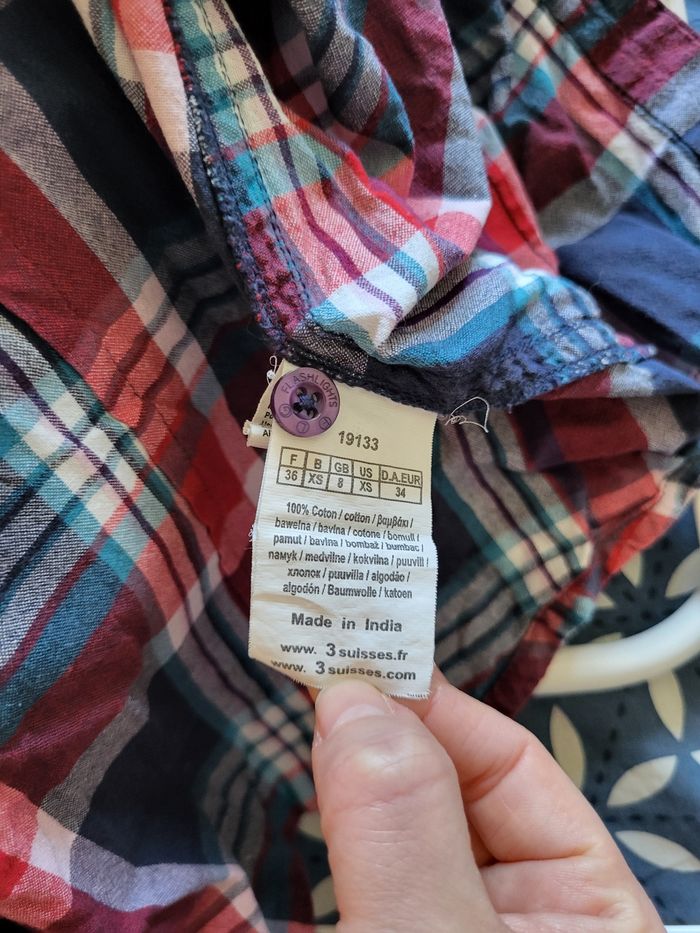 FLASHLIGHTS
19133
F B GB US D.A.EUR
36 XS 8 XS 34
100% Coton / cotton / βαμβάκι /
bawełna / bavlna / cotone / bomull /
pamut / bavlna / bombaž / bumbac /
памук / medvilne / kokvilna / puuvill /
хлопок / puuvilla / algodão /
algodón / Baumwolle / katoen
Made in India
www. 3 suisses.fr
www. 3 suisses.com